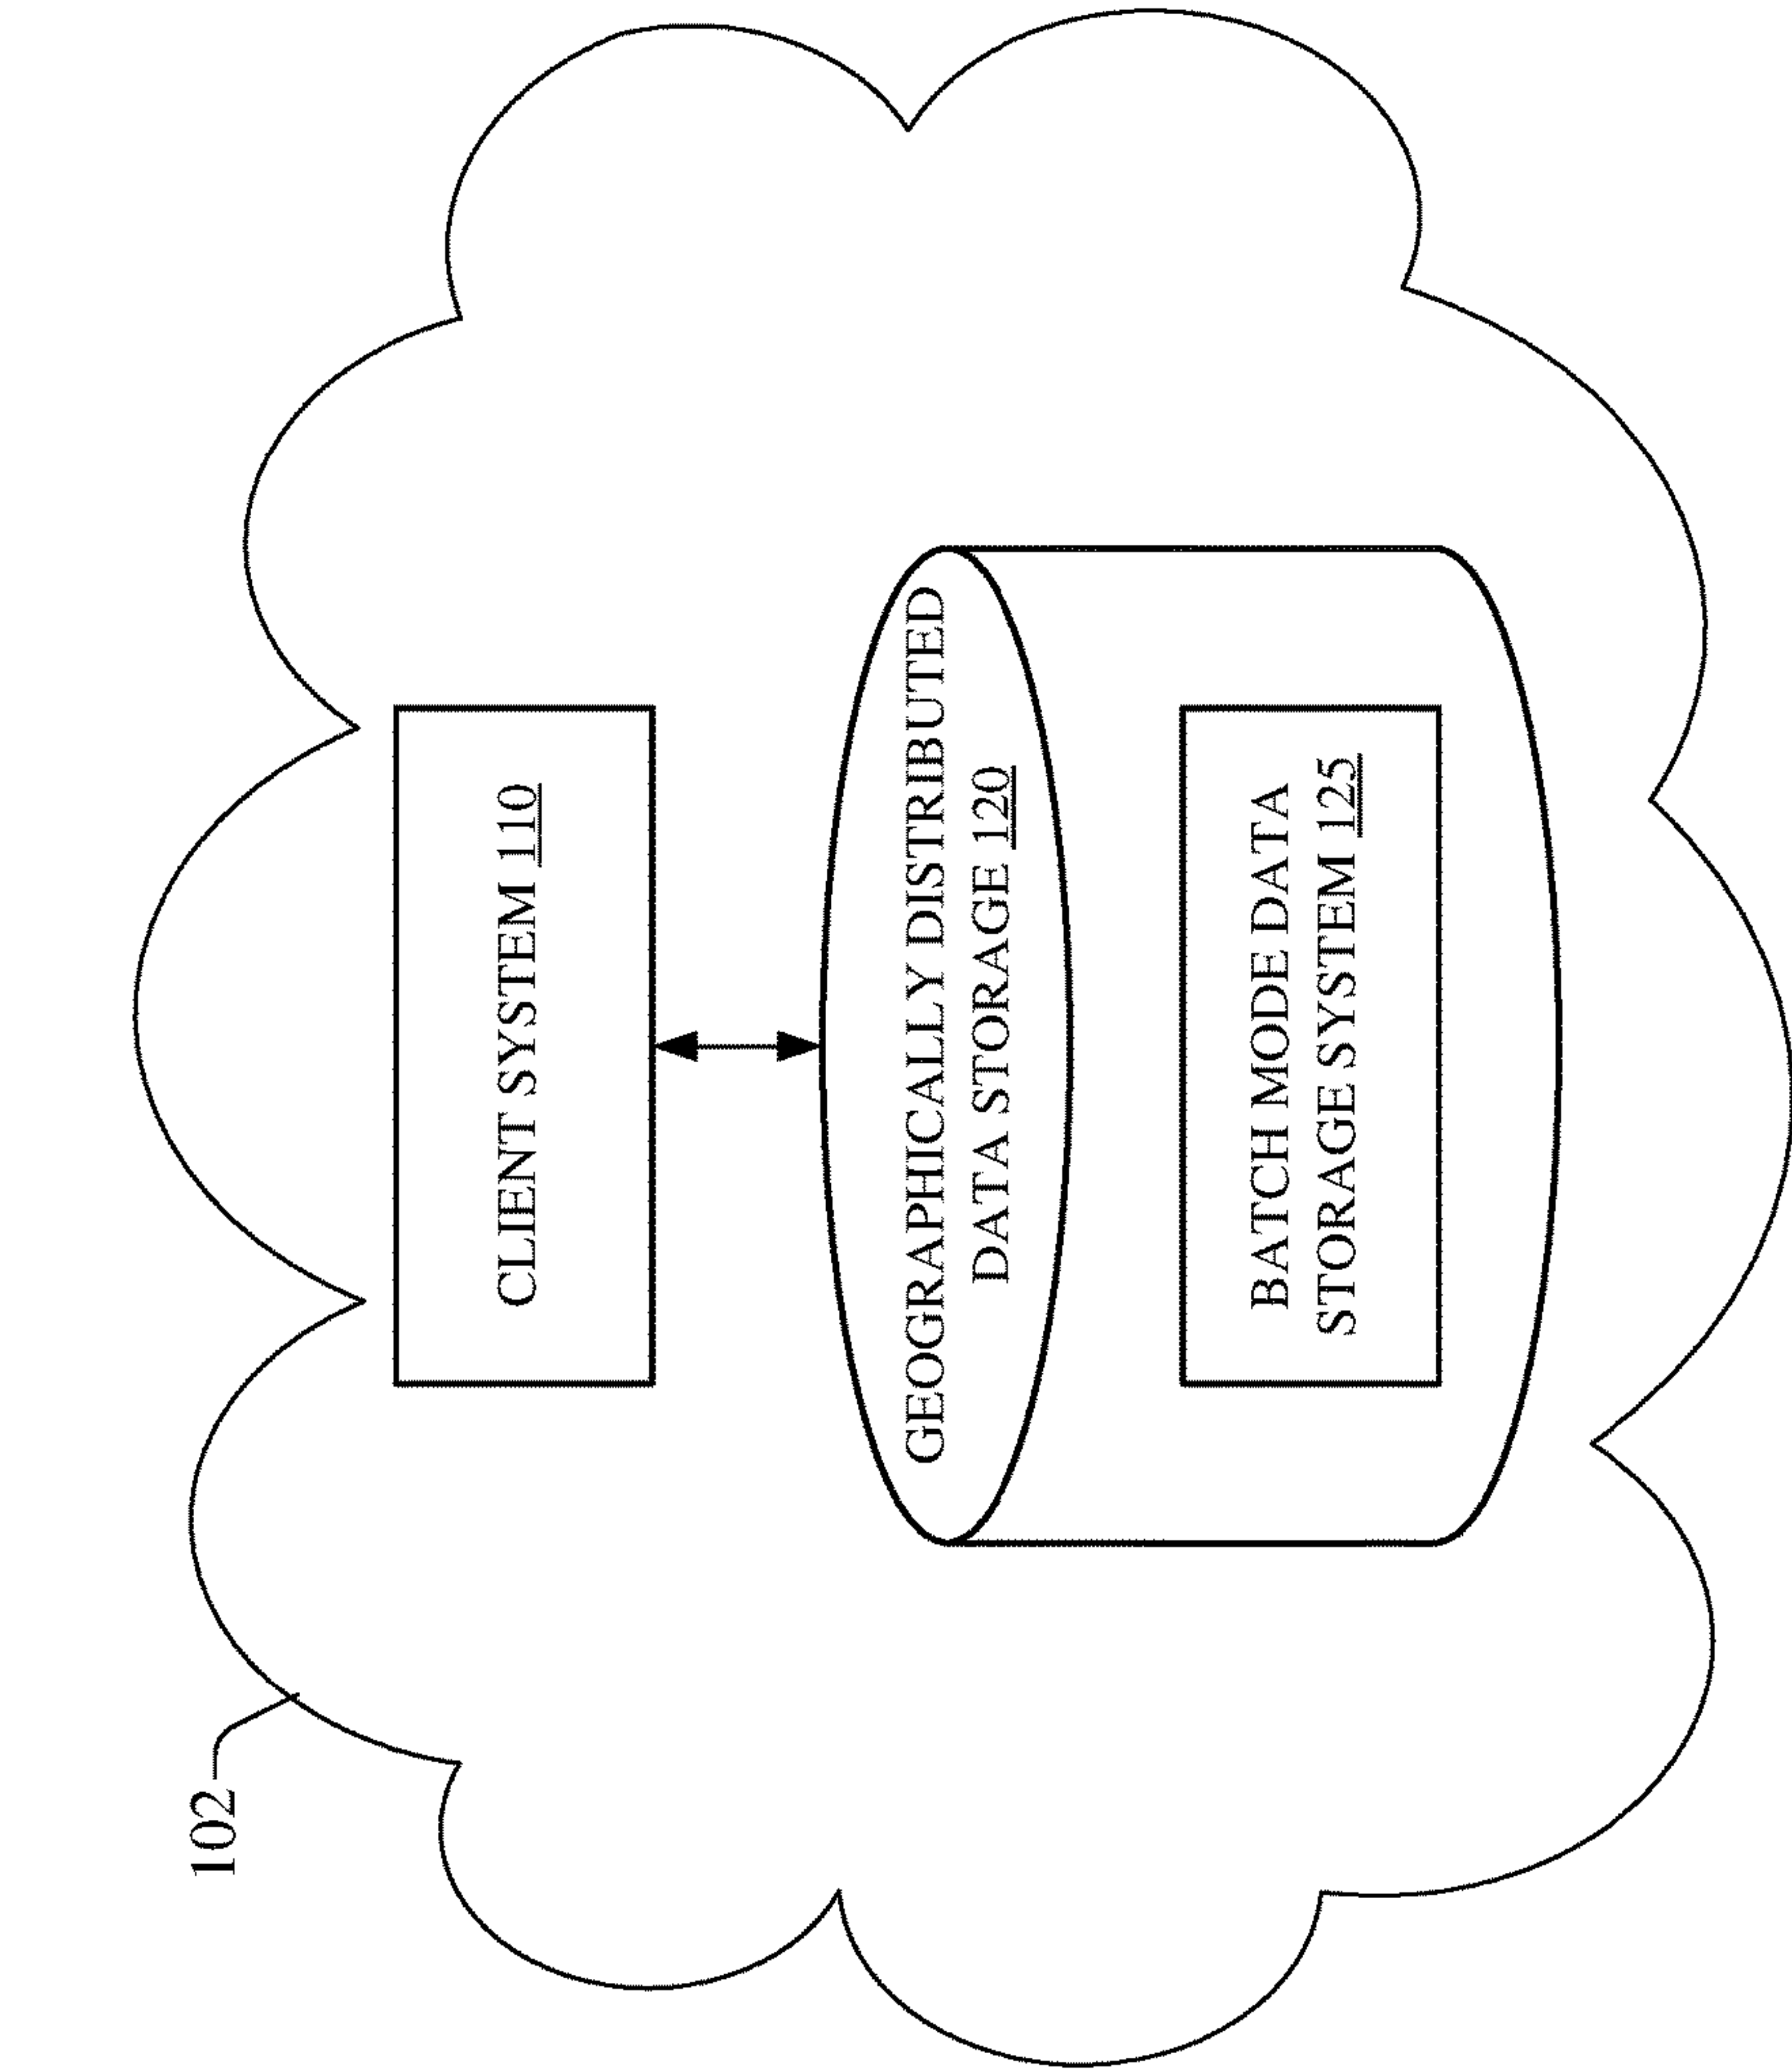 102
CLIENT SYSTEM 110
GEOGRAPHICALLY DISTRIBUTED
DATA STORAGE 120
BATCH MODE DATA
STORAGE SYSTEM 125